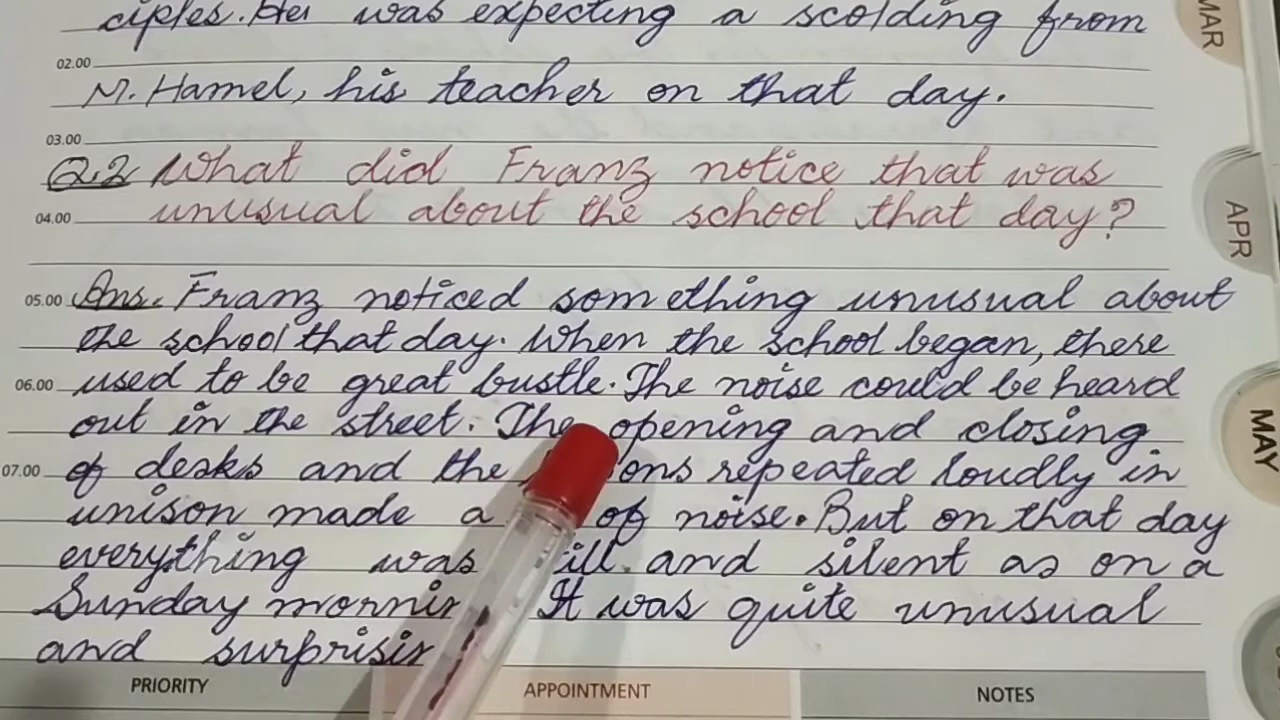 ciples. He was expecting a scolding from
MAR
02.00
M. Hamel, his teacher on that day.
03.00
Q.2 What did Franz notice that was
04.00
unusual about the school that day?
APR
05.00
Ans. Franz noticed something unusual about
the school that day. When the school began, there
06.00
used to be great bustle. The noise could be heard
out in the street. The opening and closing
MAY
07.00
of desks and the ons repeated loudly in
unison made a of noise. But on that day
everything was ill and silent as on a
Sunday mornin It was quite unusual
and surprisin
PRIORITY
APPOINTMENT
NOTES